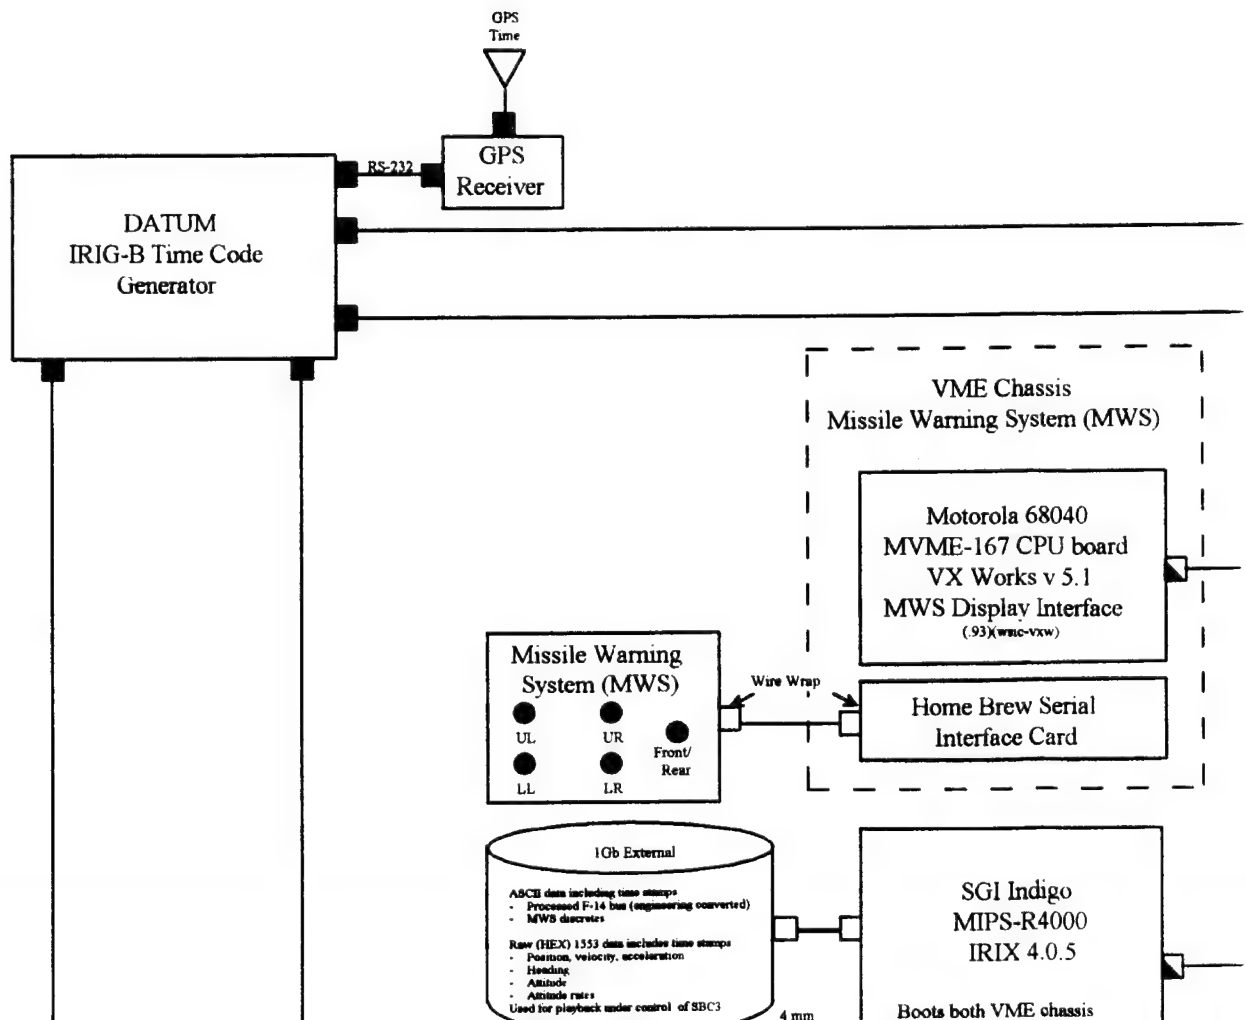 GPS
Time
GPS
Receiver
RS-232
DATUM
IRIG-B Time Code
Generator
VME Chassis
Missile Warning System (MWS)
Motorola 68040
MVME-167 CPU board
VX Works v 5.1
MWS Display Interface
(.93)(wmc-vxw)
Missile Warning
System (MWS)
UL
UR
Front/
Rear
LL
LR
Wire Wrap
Home Brew Serial
Interface Card
1Gb External
ASCII data including time stamps
- Processed F-14 bus (engineering converted)
- MWS discretes
Raw (HEX) 1553 data includes time stamps
- Position, velocity, acceleration
- Heading
- Attitude
- Attitude rates
Used for playback under control of SBC3
4 mm
SGI Indigo
MIPS-R4000
IRIX 4.0.5
Boots both VME chassis